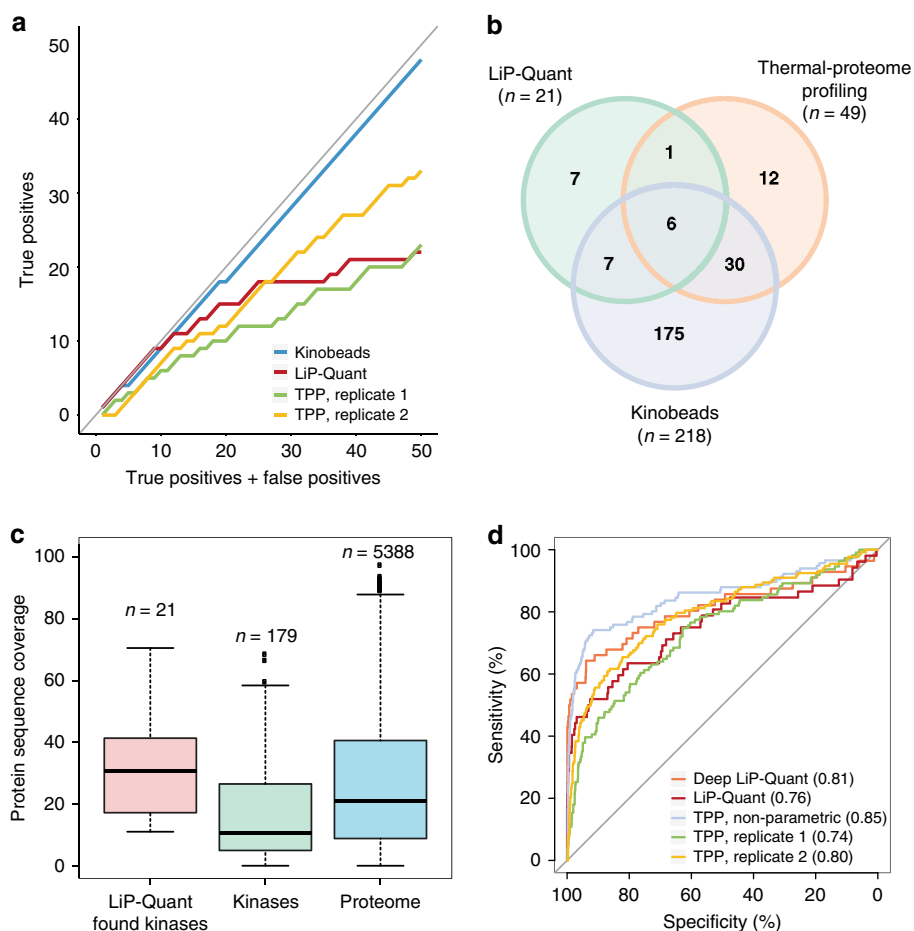 a
50
40
30
20
10
0
True positives
Kinobeads
LiP-Quant
TPP, replicate 1
TPP, replicate 2
0 10 20 30 40 50
True positives + false positives
b
LiP-Quant
(n = 21)
Thermal-proteome
profiling
(n = 49)
1
7
12
6
7
30
175
Kinobeads
(n = 218)
c
100
80
60
40
20
0
Protein sequence coverage
n = 21
n = 179
n = 5388
LiP-Quant
found kinases
Kinases
Proteome
d
100
80
60
40
20
0
Sensitivity (%)
Deep LiP-Quant (0.81)
LiP-Quant (0.76)
TPP, non-parametric (0.85)
TPP, replicate 1 (0.74)
TPP, replicate 2 (0.80)
100 80 60 40 20 0
Specificity (%)